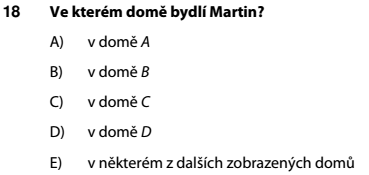 18 Ve kterém domě bydlí Martin?
A) v domě A
B) v domě B
C) v domě C
D) v domě D
E) v některém z dalších zobrazených domů